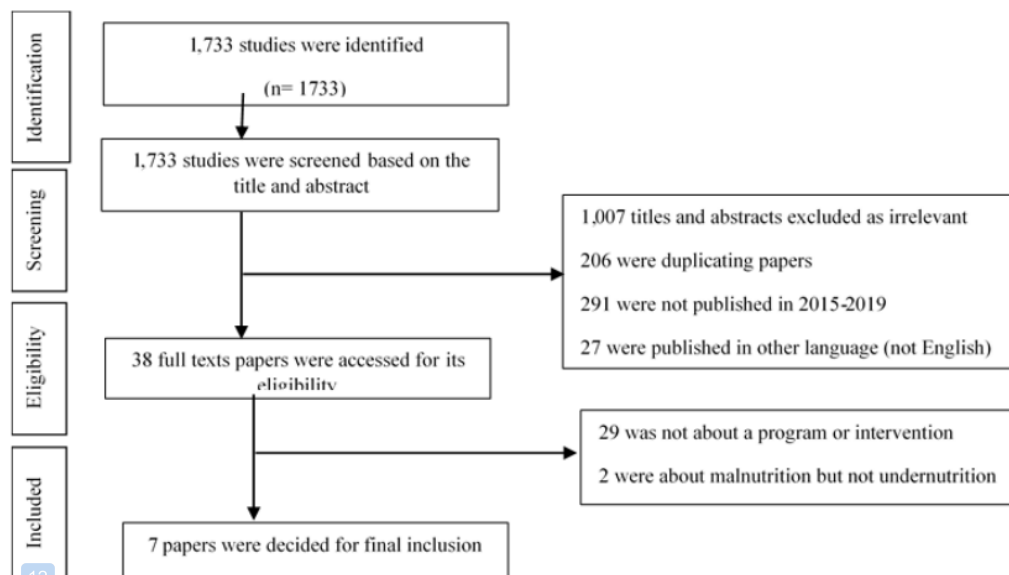 Identification
1,733 studies were identified
(n= 1733)
Screening
1,733 studies were screened based on the
title and abstract
1,007 titles and abstracts excluded as irrelevant
206 were duplicating papers
291 were not published in 2015-2019
27 were published in other language (not English)
Eligibility
38 full texts papers were accessed for its
eligibility
29 was not about a program or intervention
2 were about malnutrition but not undernutrition
Included
7 papers were decided for final inclusion